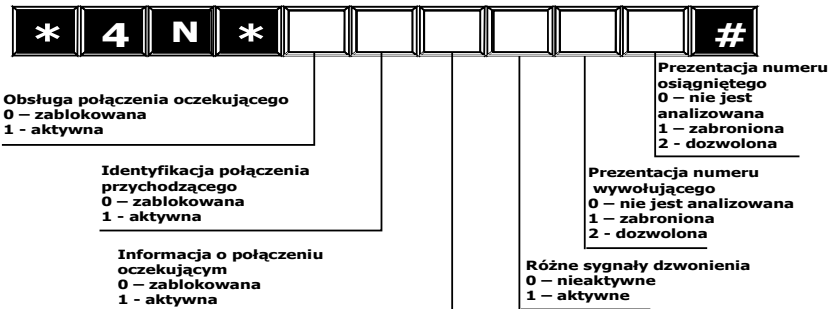 * 4 N * #
Obsługa połączenia oczekującego
0 – zablokowana
1 - aktywna
Identyfikacja połączenia
przychodzącego
0 – zablokowana
1 - aktywna
Informacja o połączeniu
oczekującym
0 – zablokowana
1 - aktywna
Prezentacja numeru
osiągniętego
0 – nie jest
analizowana
1 – zabroniona
2 - dozwolona
Prezentacja numeru
wywołującego
0 – nie jest analizowana
1 – zabroniona
2 - dozwolona
Różne sygnały dzwonienia
0 – nieaktywne
1 – aktywne